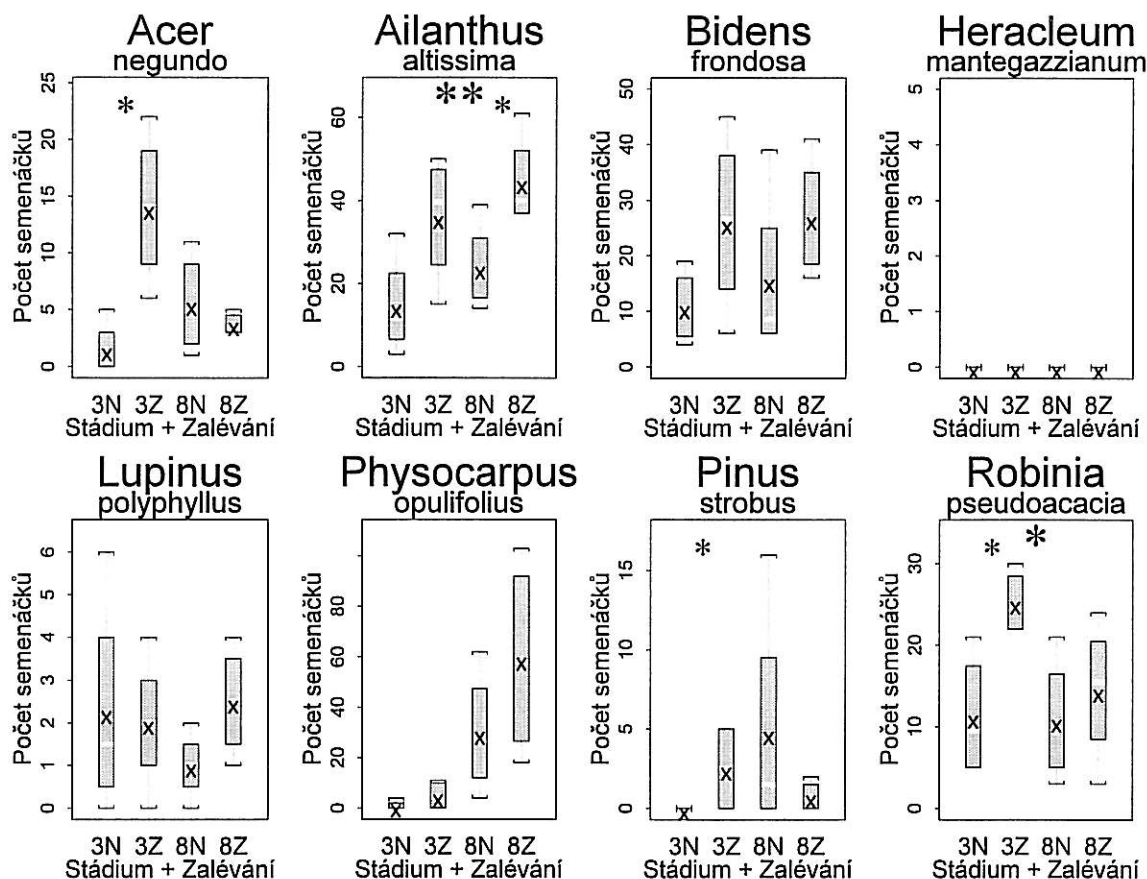 Acer
negundo
Počet semenáčků
25
20
15
10
5
0
*
x x x x
3N 3Z 8N 8Z
Stádium + Zalévání
Ailanthus
altissima
Počet semenáčků
60
40
20
0
** *
x x x x
3N 3Z 8N 8Z
Stádium + Zalévání
Bidens
frondosa
Počet semenáčků
50
40
30
20
10
0
x x x x
3N 3Z 8N 8Z
Stádium + Zalévání
Heracleum
mantegazzianum
Počet semenáčků
5
4
3
2
1
0
x x x x
3N 3Z 8N 8Z
Stádium + Zalévání
Lupinus
polyphyllus
Počet semenáčků
6
5
4
3
2
1
0
x x x x
3N 3Z 8N 8Z
Stádium + Zalévání
Physocarpus
opulifolius
Počet semenáčků
80
60
40
20
0
x x x x
3N 3Z 8N 8Z
Stádium + Zalévání
Pinus
strobus
Počet semenáčků
15
10
5
0
*
x x x x
3N 3Z 8N 8Z
Stádium + Zalévání
Robinia
pseudoacacia
Počet semenáčků
30
20
10
0
* *
x x x x
3N 3Z 8N 8Z
Stádium + Zalévání